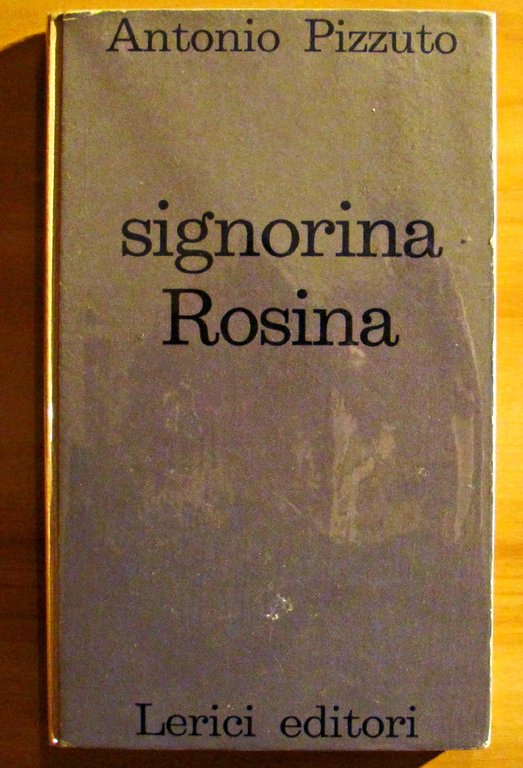 Antonio Pizzuto
signorina
Rosina
Lerici editori